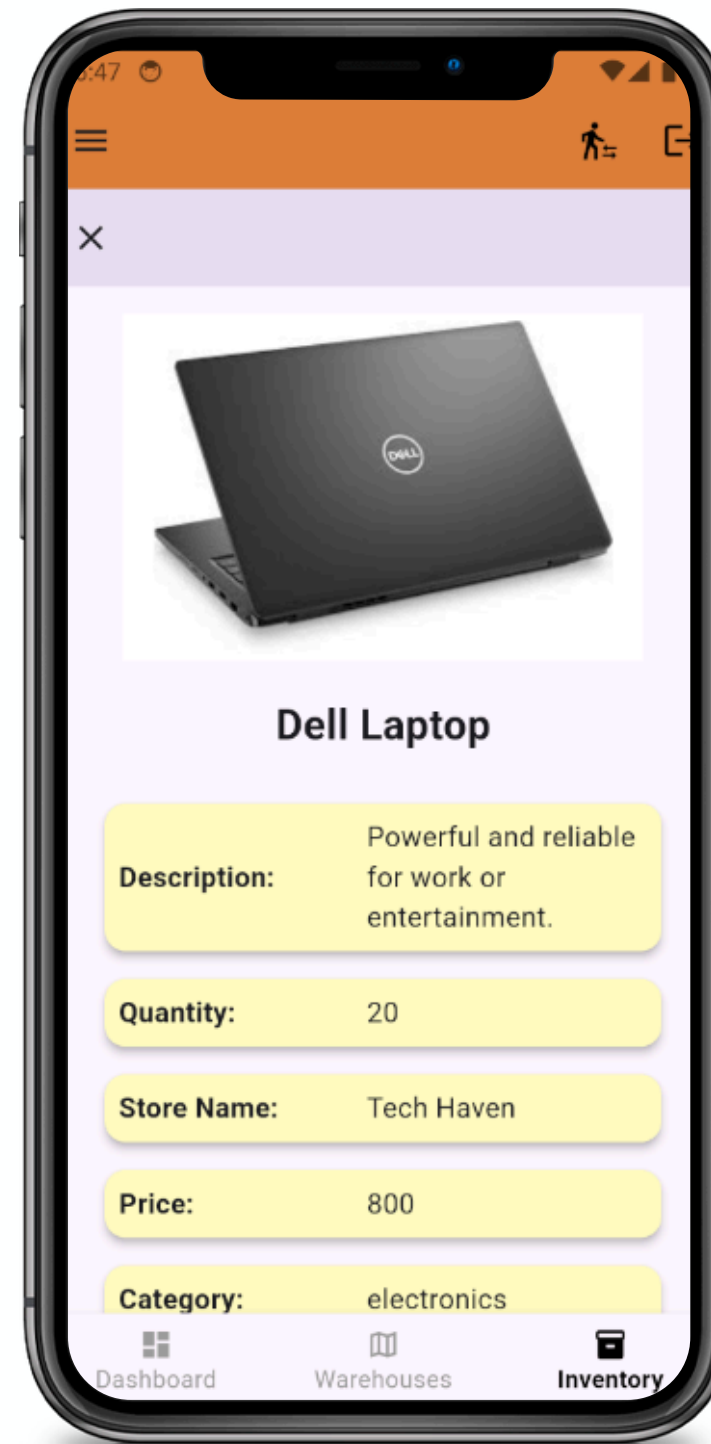 :47
DELL
Dell Laptop
Description: Powerful and reliable
for work or
entertainment.
Quantity: 20
Store Name: Tech Haven
Price: 800
Category: electronics
Dashboard Warehouses Inventory